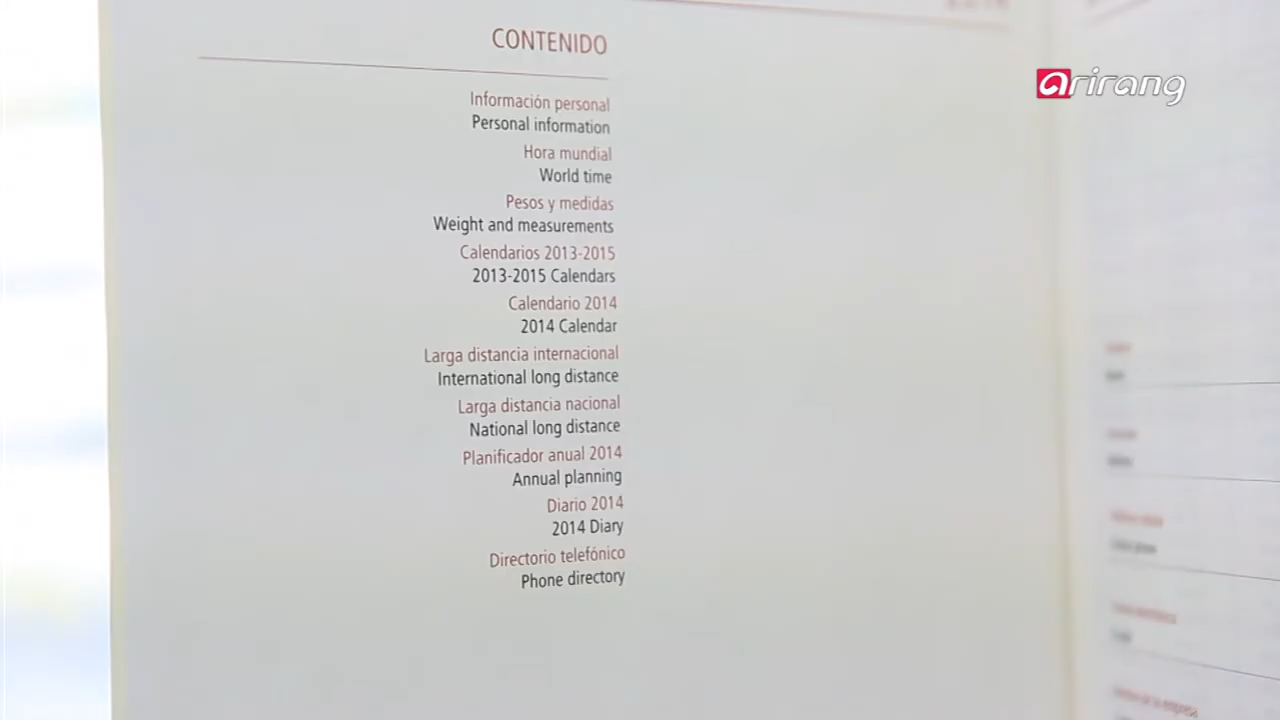 CONTENIDO
Información personal
Personal information
Hora mundial
World time
Pesos y medidas
Weight and measurements
Calendarios 2013-2015
2013-2015 Calendars
Calendario 2014
2014 Calendar
Larga distancia internacional
International long distance
Larga distancia nacional
National long distance
Planificador anual 2014
Annual planning
Diario 2014
2014 Diary
Directorio telefónico
Phone directory
arirang